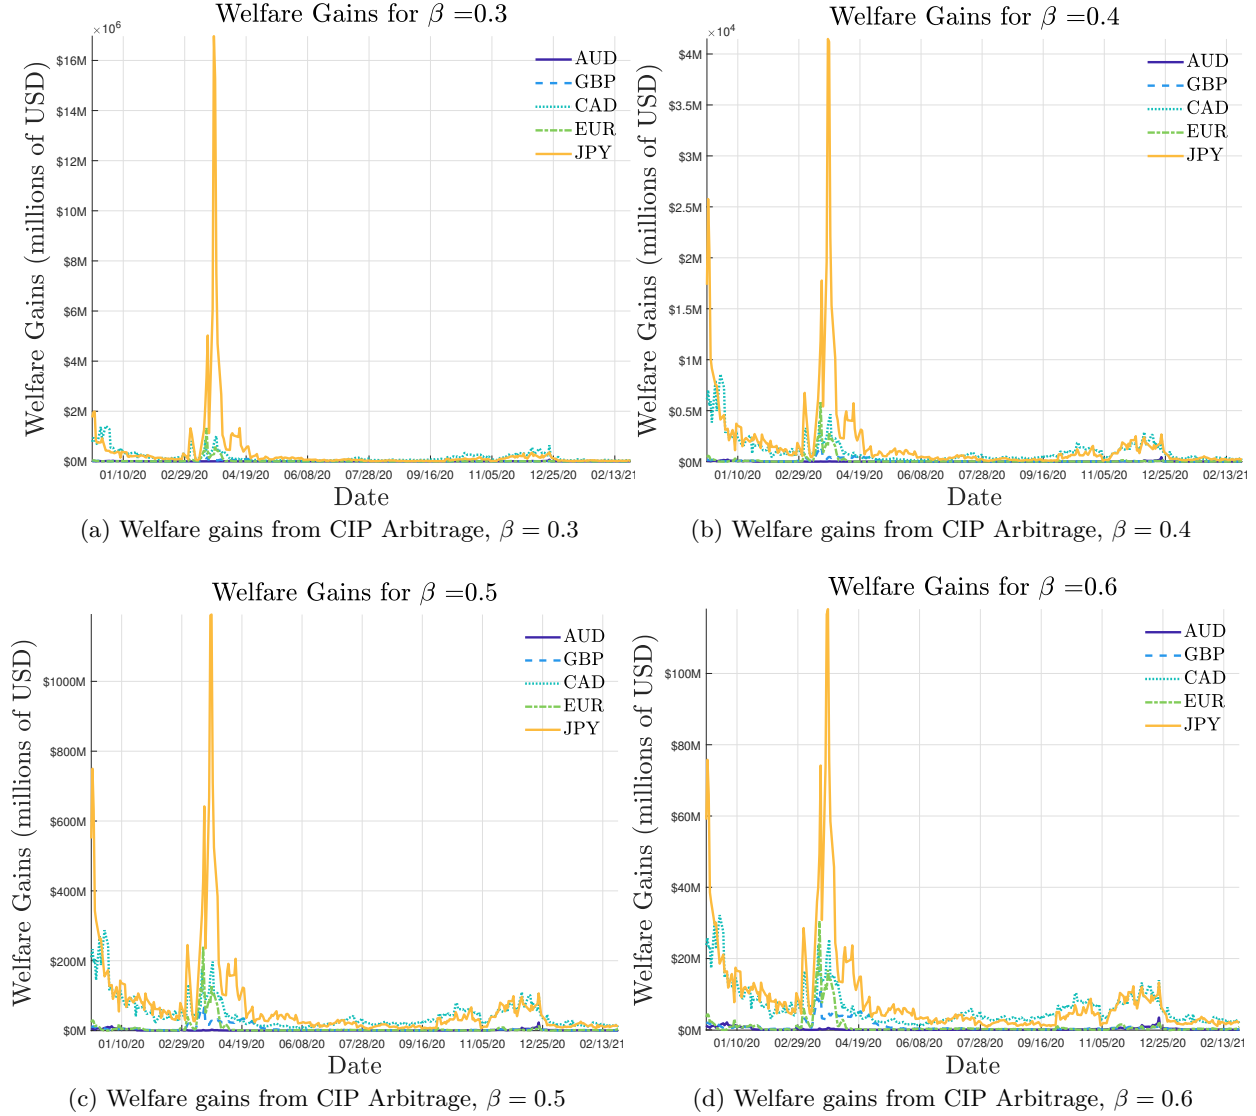 Welfare Gains for β =0.3
×10⁶
Welfare Gains (millions of USD)
$16M
$14M
$12M
$10M
$8M
$6M
$4M
$2M
$0M
AUD
GBP
CAD
EUR
JPY
01/10/20 02/29/20 04/19/20 06/08/20 07/28/20 09/16/20 11/05/20 12/25/20 02/13/21
Date
(a) Welfare gains from CIP Arbitrage, β = 0.3
Welfare Gains for β =0.4
×10⁴
Welfare Gains (millions of USD)
$4M
$3.5M
$3M
$2.5M
$2M
$1.5M
$1M
$0.5M
$0M
AUD
GBP
CAD
EUR
JPY
01/10/20 02/29/20 04/19/20 06/08/20 07/28/20 09/16/20 11/05/20 12/25/20 02/13/21
Date
(b) Welfare gains from CIP Arbitrage, β = 0.4
Welfare Gains for β =0.5
Welfare Gains (millions of USD)
$1000M
$800M
$600M
$400M
$200M
$0M
AUD
GBP
CAD
EUR
JPY
01/10/20 02/29/20 04/19/20 06/08/20 07/28/20 09/16/20 11/05/20 12/25/20 02/13/21
Date
(c) Welfare gains from CIP Arbitrage, β = 0.5
Welfare Gains for β =0.6
Welfare Gains (millions of USD)
$100M
$80M
$60M
$40M
$20M
$0M
AUD
GBP
CAD
EUR
JPY
01/10/20 02/29/20 04/19/20 06/08/20 07/28/20 09/16/20 11/05/20 12/25/20 02/13/21
Date
(d) Welfare gains from CIP Arbitrage, β = 0.6